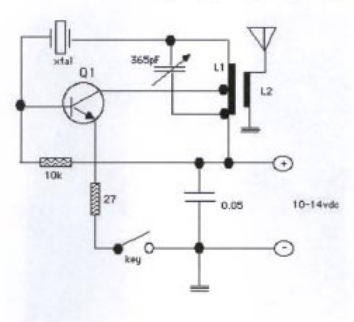 Q1
xtal
365pF
L1
L2
10k
27
0.05
10-14vdc
key
+
-